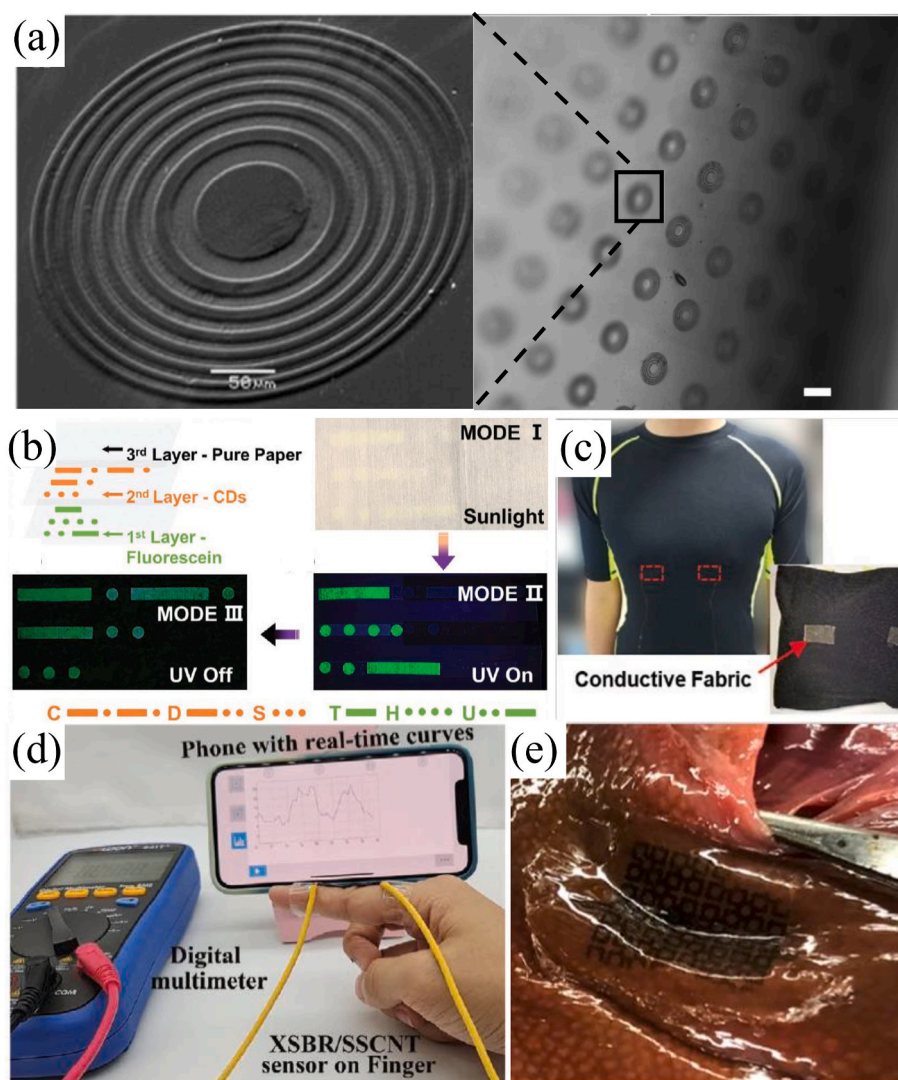 (a)
50μm
(b)
3rd Layer - Pure Paper
2nd Layer - CDs
1st Layer -
Fluorescein
MODE Ⅰ
Sunlight
MODE Ⅲ
UV Off
MODE Ⅱ
UV On
C D S T H U
(c)
Conductive Fabric
(d)
Phone with real-time curves
Digital
multimeter
COM
XSBR/SSCNT
sensor on Finger
(e)